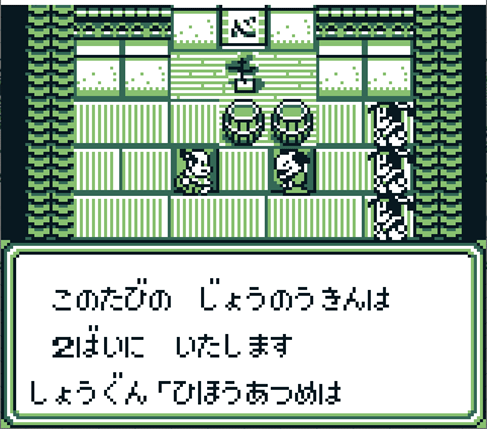 心
このたびの じょうのうきんは
2ばいに いたします
しょうぐん「ひほうあつめは